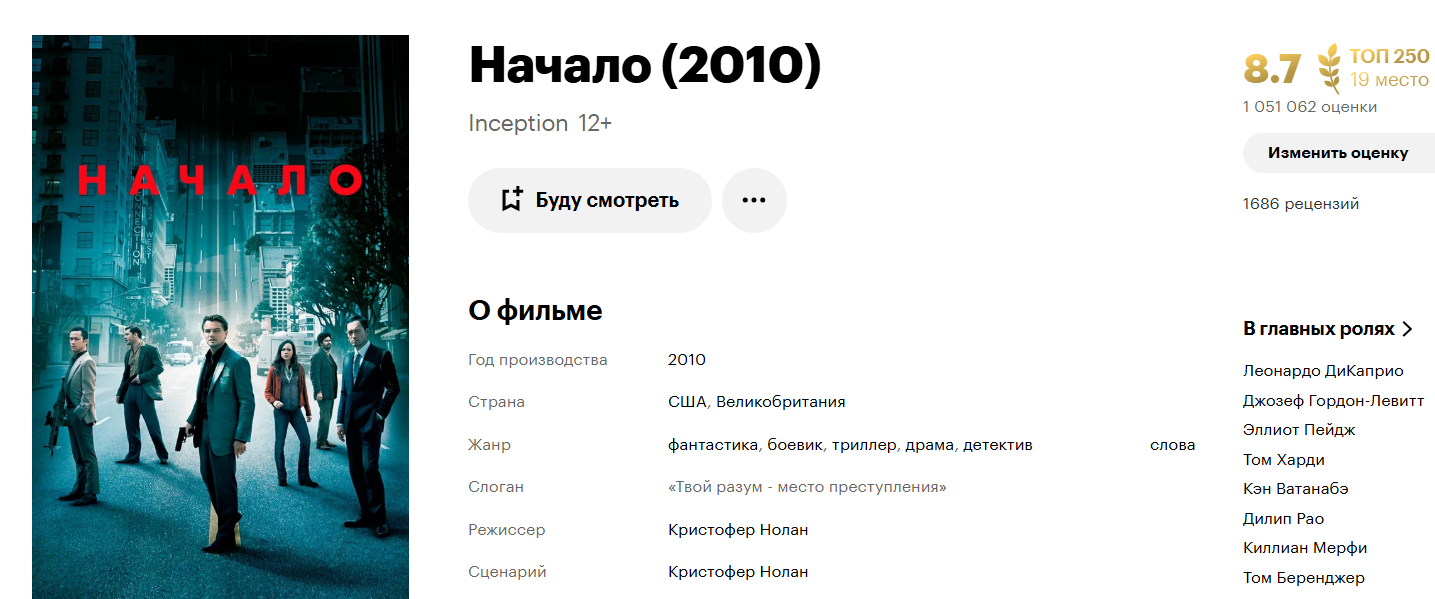 НАЧАЛО
Начало (2010)
Inception 12+
Буду смотреть
8.7
ТОП 250
19 место
1 051 062 оценки
Изменить оценку
1686 рецензий
О фильме
Год производства 2010
Страна США, Великобритания
Жанр фантастика, боевик, триллер, драма, детектив слова
Слоган «Твой разум - место преступления»
Режиссер Кристофер Нолан
Сценарий Кристофер Нолан
В главных ролях
Леонардо ДиКаприо
Джозеф Гордон-Левитт
Эллиот Пейдж
Том Харди
Кэн Ватанабэ
Дилип Рао
Киллиан Мерфи
Том Беренджер